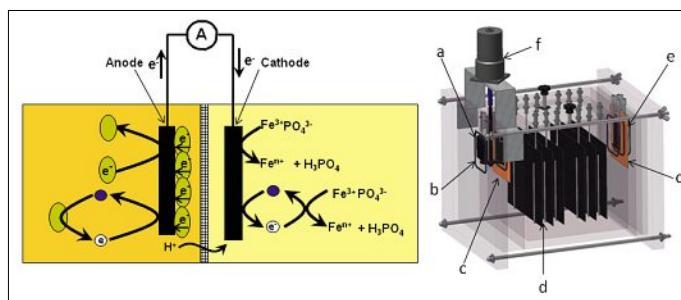 A
e⁻
e⁻
Anode
Cathode
Fe³⁺PO₄³⁻
Feⁿ⁺ + H₃PO₄
e⁻
e
e
e
e
e
e⁻
Fe³⁺PO₄³⁻
Feⁿ⁺ + H₃PO₄
H⁺
f
a
e
b
c
c
d